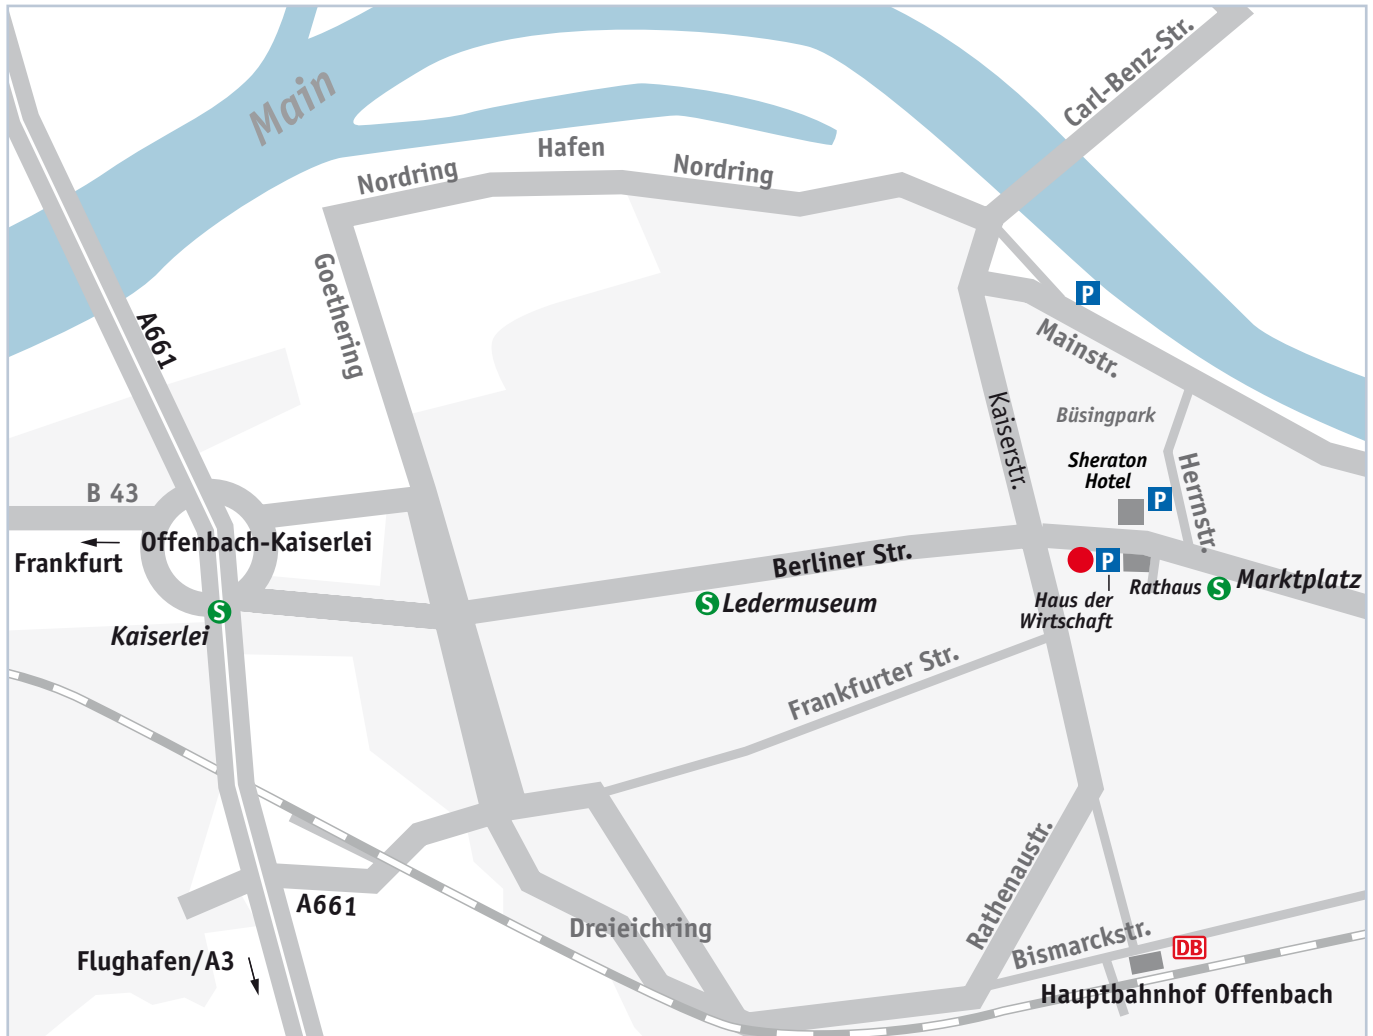 Carl-Benz-Str.
Main
Hafen
Nordring
Nordring
Goethering
P
A661
Mainstr.
Kaiserstr.
Büsingpark
Sheraton
Hotel
P
Herrnstr.
B 43
Offenbach-Kaiserlei
Frankfurt
Berliner Str.
P
Rathaus
S
Marktplatz
Haus der
Wirtschaft
S
Ledermuseum
S
Kaiserlei
Frankfurter Str.
Rathenaustr.
A661
Dreieichring
Bismarckstr.
DB
Flughafen/A3
Hauptbahnhof Offenbach